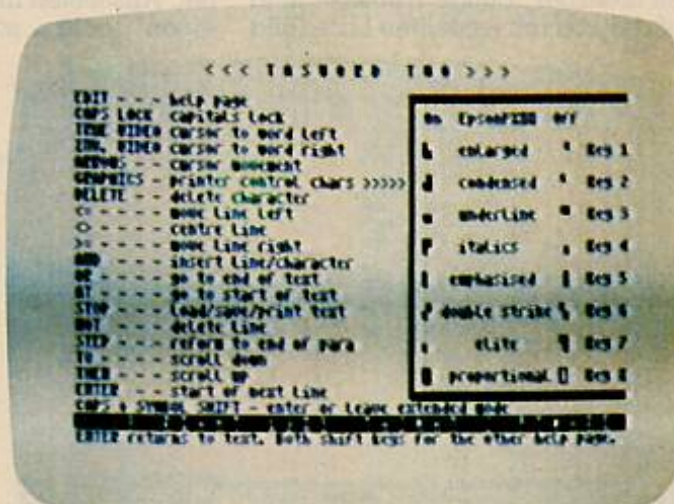 <<< TASWORD TWO >>>
EDIT - - - help page
CAPS LOCK capitals lock
TRUE VIDEO cursor to word left
INV. VIDEO cursor to word right
ARROWS - - cursor movement
GRAPHICS - printer control chars >>>>>
DELETE - - delete character
<= - - - - - move line left
<> - - - - - centre line
>= - - - - - move line right
AND - - - - insert line/character
OR - - - - go to end of text
AT - - - - go to start of text
STOP - - - load/save/print text
NOT - - - - delete line
STEP - - - reform to end of para
TO - - - - scroll down
THEN - - - scroll up
ENTER - - - start of next line
CAPS & SYMBOL SHIFT - enter or leave extended mode
ENTER returns to text. Both shift keys for the other help page.
On Epson Off
enlarged Key 1
condensed Key 2
underline Key 3
italics Key 4
emphasised Key 5
double strike Key 6
elite Key 7
proportional Key 8